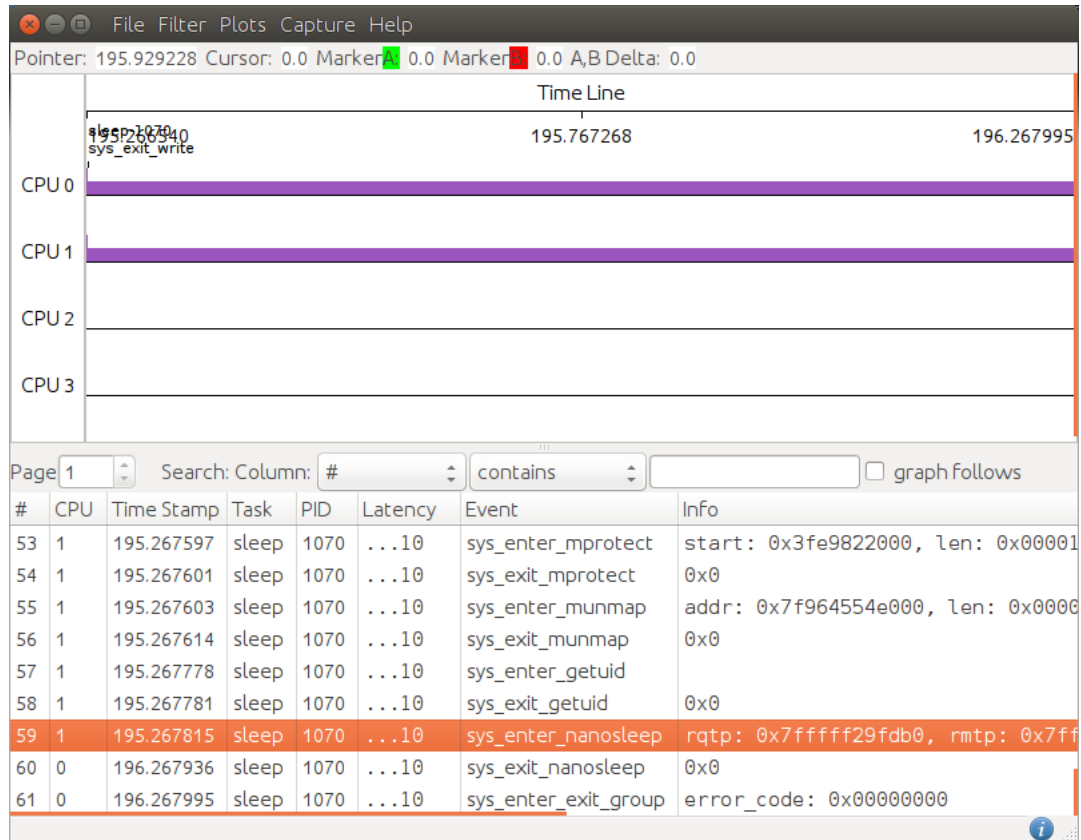 File Filter Plots Capture Help
Pointer: 195.929228 Cursor: 0.0 MarkerA: 0.0 MarkerB: 0.0 A,B Delta: 0.0
Time Line
sleep-1070
195.266540 195.767268 196.267995
sys_exit_write
CPU 0
CPU 1
CPU 2
CPU 3
Page 1 Search: Column: # contains graph follows
# CPU Time Stamp Task PID Latency Event Info
53 1 195.267597 sleep 1070 ...10 sys_enter_mprotect start: 0x3fe9822000, len: 0x00001
54 1 195.267601 sleep 1070 ...10 sys_exit_mprotect 0x0
55 1 195.267603 sleep 1070 ...10 sys_enter_munmap addr: 0x7f964554e000, len: 0x0000
56 1 195.267614 sleep 1070 ...10 sys_exit_munmap 0x0
57 1 195.267778 sleep 1070 ...10 sys_enter_getuid
58 1 195.267781 sleep 1070 ...10 sys_exit_getuid 0x0
59 1 195.267815 sleep 1070 ...10 sys_enter_nanosleep rqtp: 0x7fffff29fdb0, rmtp: 0x7ff
60 0 196.267936 sleep 1070 ...10 sys_exit_nanosleep 0x0
61 0 196.267995 sleep 1070 ...10 sys_enter_exit_group error_code: 0x00000000